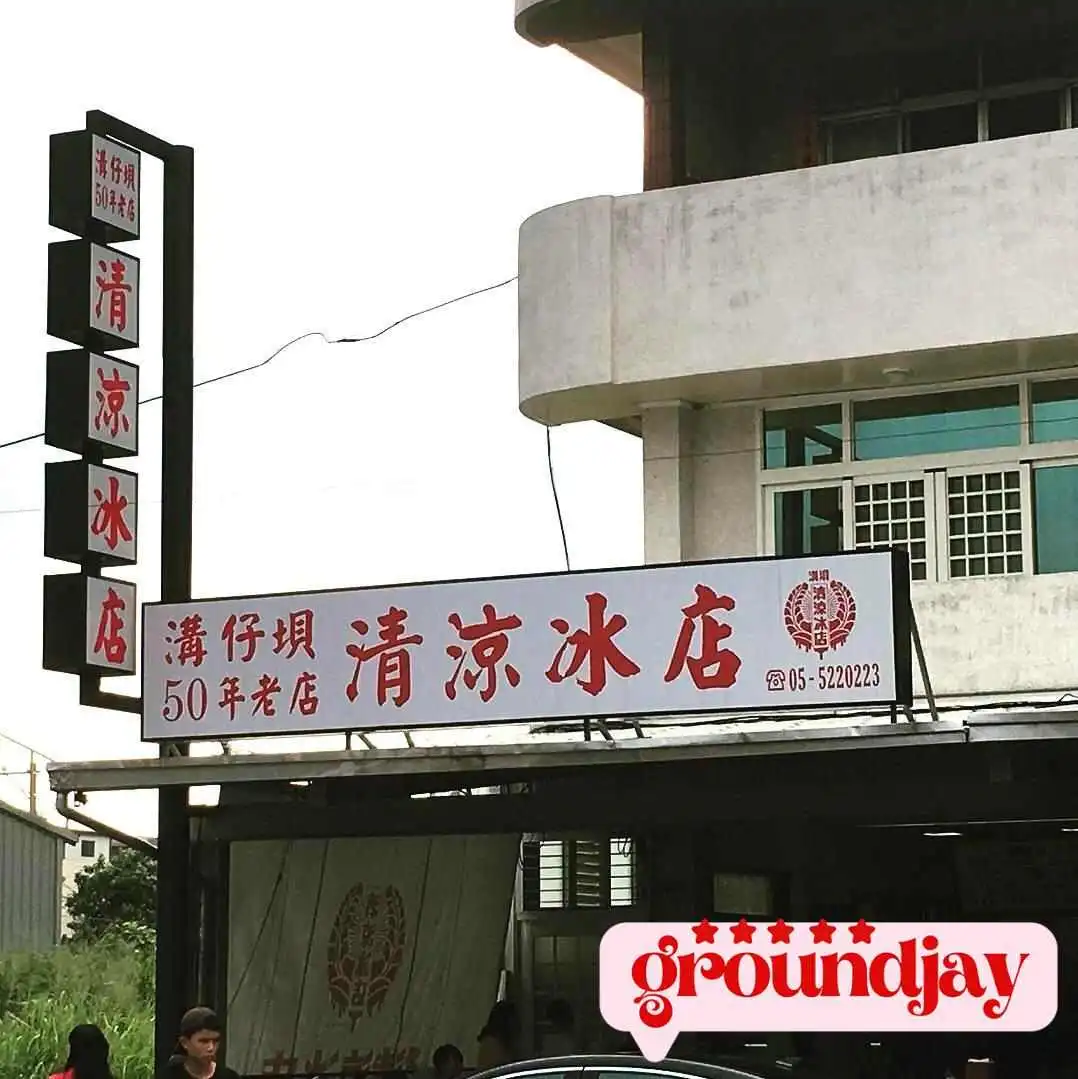 溝仔埧
50年老店
清
涼
冰
店
溝仔埧
50年老店
清涼冰店
溝埧
清涼冰店
☎05-5220223
groundjay